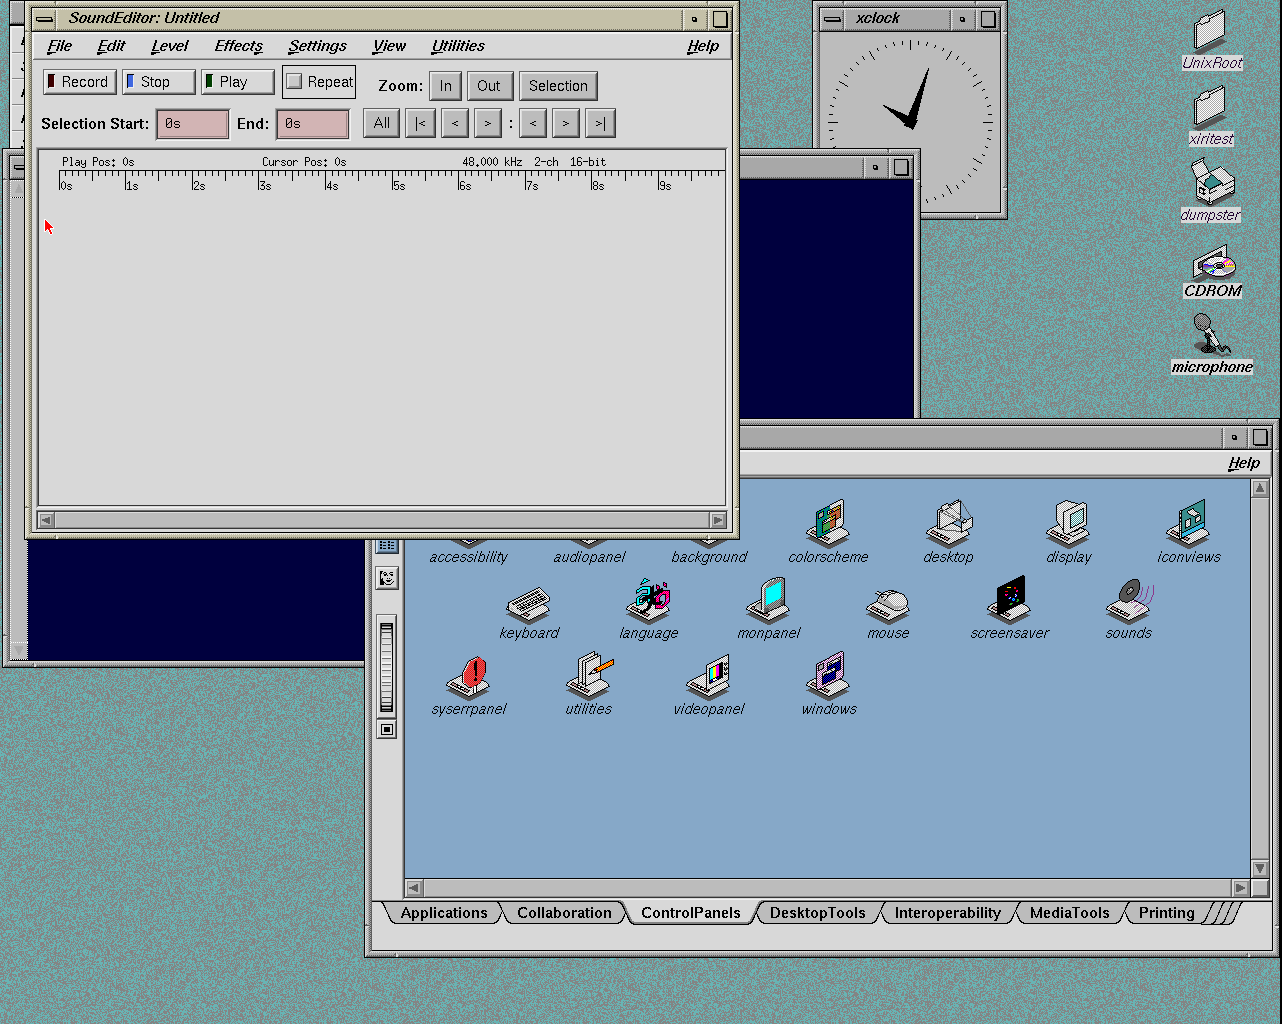 SoundEditor: Untitled
File Edit Level Effects Settings View Utilities Help
Record Stop Play Repeat Zoom: In Out Selection
Selection Start: 0s End: 0s All |< < > : < > >|
Play Pos: 0s Cursor Pos: 0s 48.000 kHz 2-ch 16-bit
0s 1s 2s 3s 4s 5s 6s 7s 8s 9s
xclock
UnixRoot
xiritest
dumpster
CDROM
microphone
Help
accessibility audiopanel background colorscheme desktop display iconviews
keyboard language monpanel mouse screensaver sounds
syserrpanel utilities videopanel windows
Applications Collaboration ControlPanels DesktopTools Interoperability MediaTools Printing